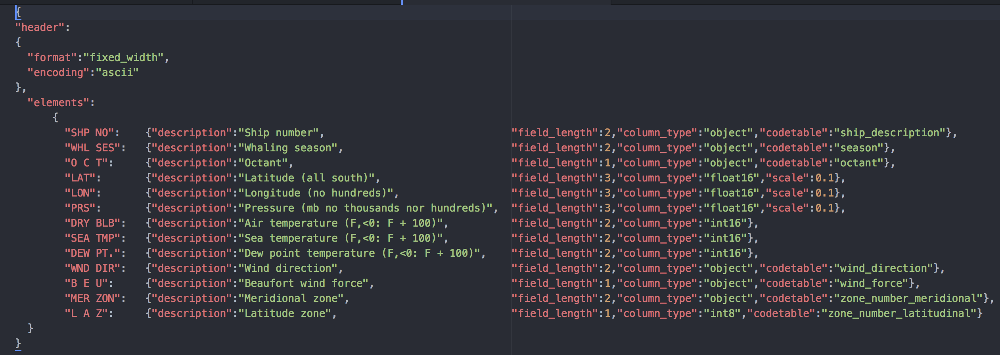 {
"header":
{
  "format":"fixed_width",
  "encoding":"ascii"
},
  "elements":
      {
        "SHP NO":    {"description":"Ship number",                              "field_length":2,"column_type":"object","codetable":"ship_description"},
        "WHL SES":   {"description":"Whaling season",                           "field_length":2,"column_type":"object","codetable":"season"},
        "O C T":     {"description":"Octant",                                   "field_length":1,"column_type":"object","codetable":"octant"},
        "LAT":       {"description":"Latitude (all south)",                     "field_length":3,"column_type":"float16","scale":0.1},
        "LON":       {"description":"Longitude (no hundreds)",                  "field_length":3,"column_type":"float16","scale":0.1},
        "PRS":       {"description":"Pressure (mb no thousands nor hundreds)",  "field_length":3,"column_type":"float16","scale":0.1},
        "DRY BLB":   {"description":"Air temperature (F,<0: F + 100)",          "field_length":2,"column_type":"int16"},
        "SEA TMP":   {"description":"Sea temperature (F,<0: F + 100)",          "field_length":2,"column_type":"int16"},
        "DEW PT.":   {"description":"Dew point temperature (F,<0: F + 100)",    "field_length":2,"column_type":"int16"},
        "WND DIR":   {"description":"Wind direction",                           "field_length":2,"column_type":"object","codetable":"wind_direction"},
        "B E U":     {"description":"Beaufort wind force",                      "field_length":1,"column_type":"object","codetable":"wind_force"},
        "MER ZON":   {"description":"Meridional zone",                          "field_length":2,"column_type":"object","codetable":"zone_number_meridional"},
        "L A Z":     {"description":"Latitude zone",                            "field_length":1,"column_type":"int8","codetable":"zone_number_latitudinal"}
  }
}